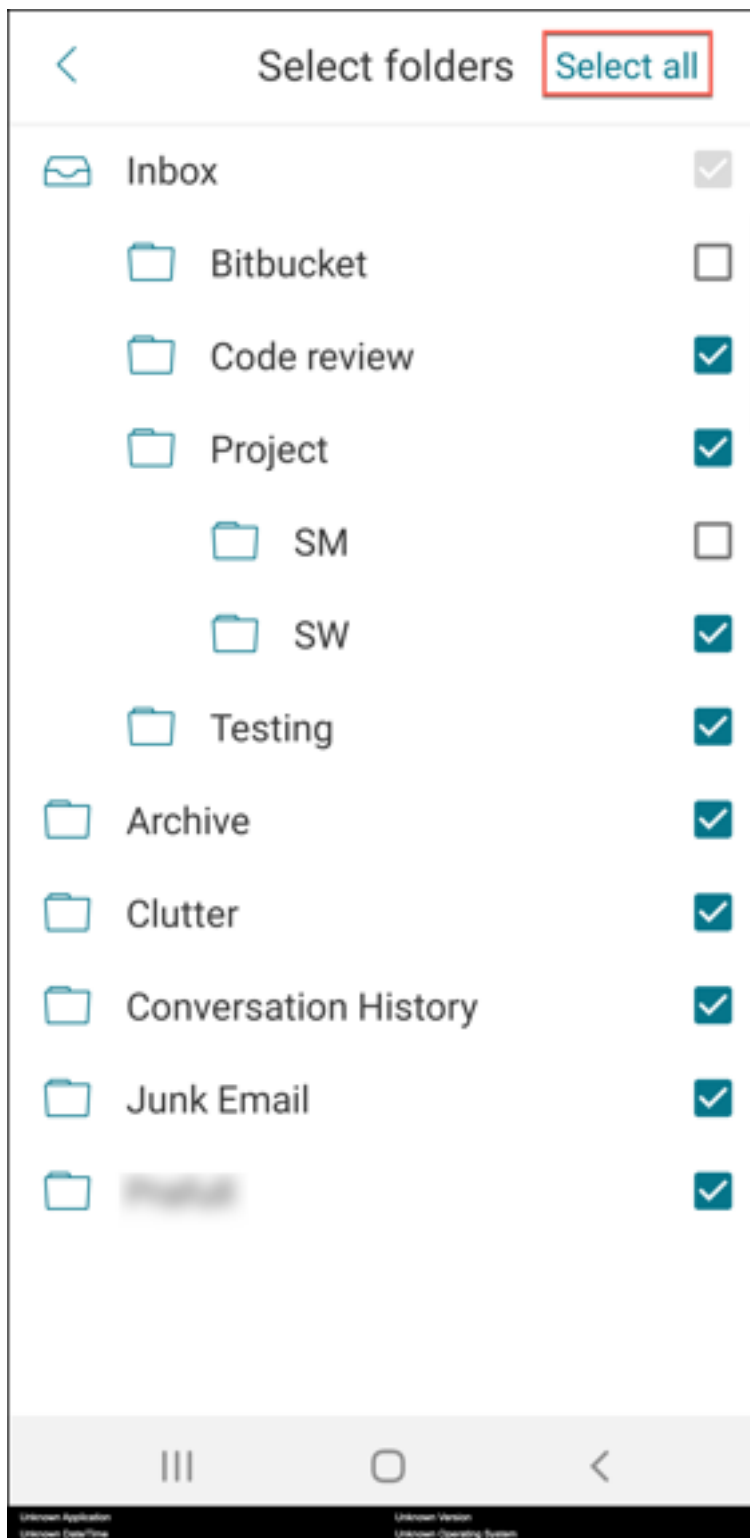 Select folders Select all
Inbox
Bitbucket
Code review
Project
SM
SW
Testing
Archive
Clutter
Conversation History
Junk Email
Unknown Application Unknown Version
Unknown Date/Time Unknown Operating System